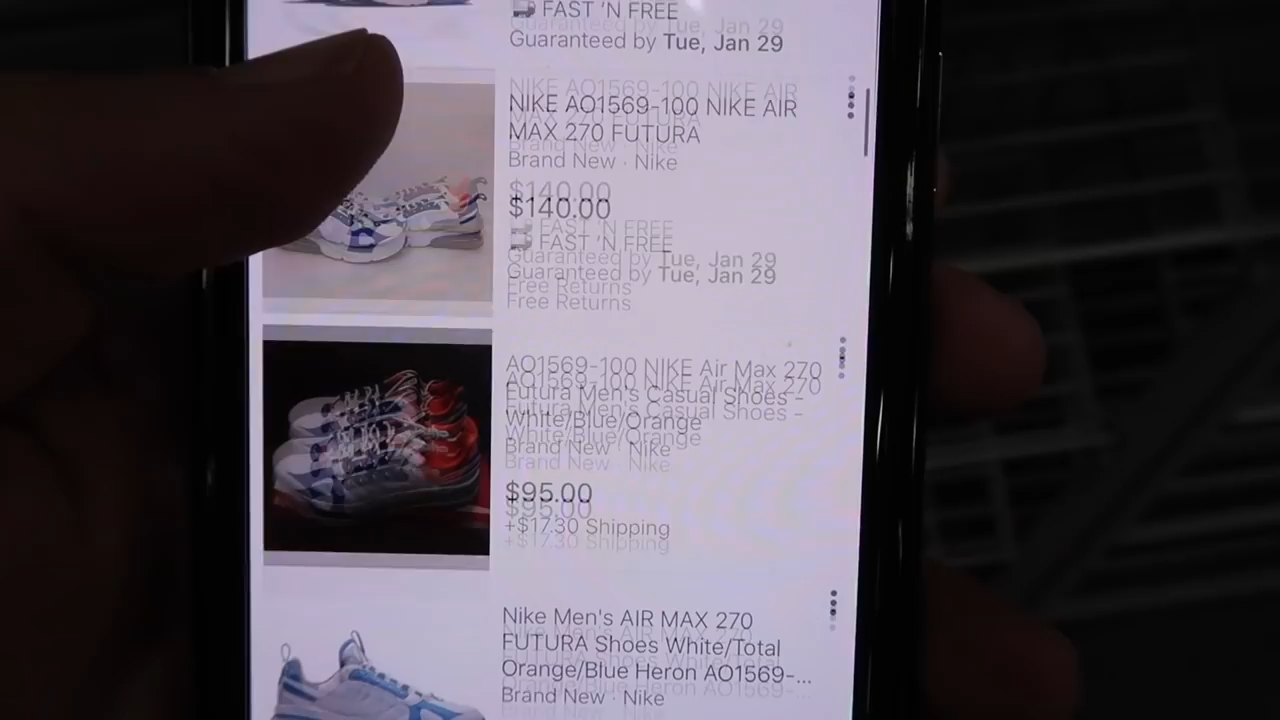 FAST 'N FREE
Guaranteed by Tue, Jan 29
NIKE AO1569-100 NIKE AIR
MAX 270 FUTURA
Brand New · Nike
$140.00
FAST 'N FREE
Guaranteed by Tue, Jan 29
Free Returns
AO1569-100 NIKE Air Max 270
Futura Men's Casual Shoes -
White/Blue/Orange
Brand New · Nike
$95.00
+$17.30 Shipping
Nike Men's AIR MAX 270
FUTURA Shoes White/Total
Orange/Blue Heron AO1569-...
Brand New · Nike